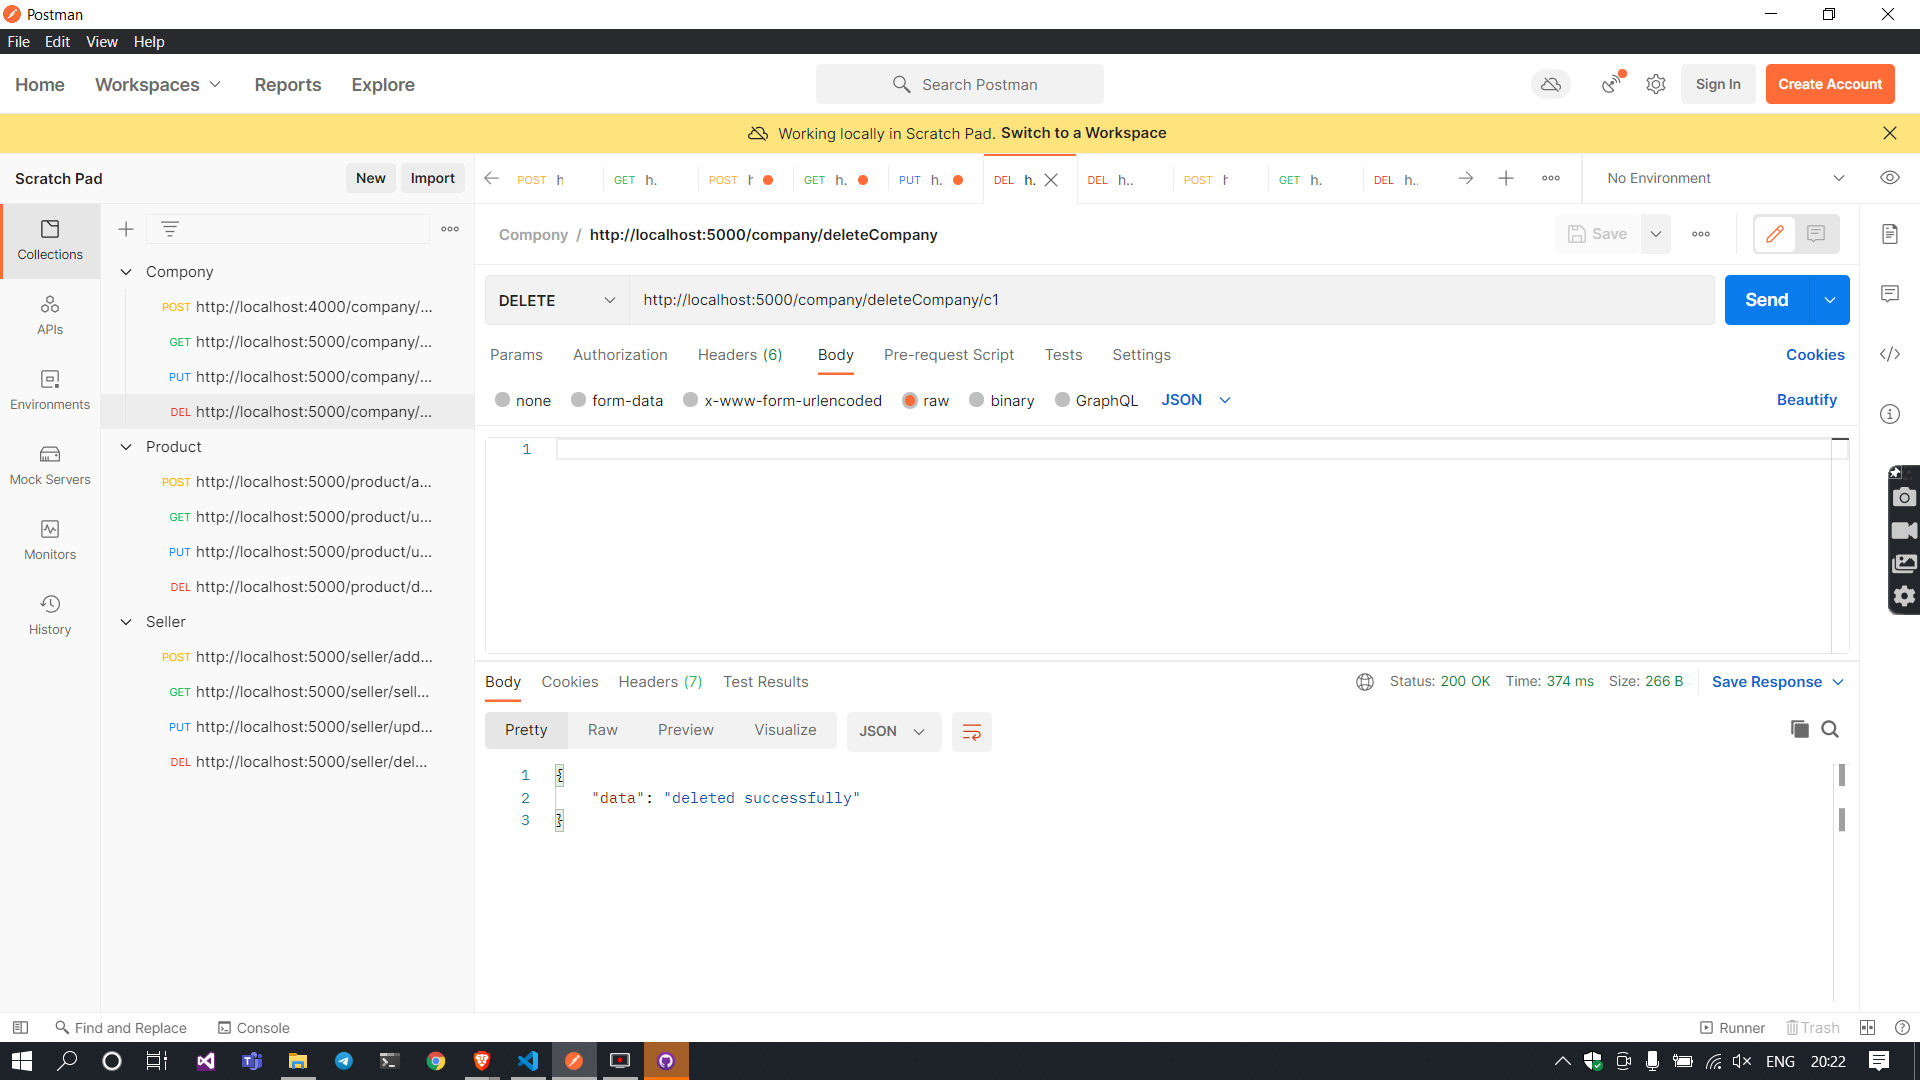 Postman
File Edit View Help
Home Workspaces Reports Explore
Search Postman
Sign In Create Account
Working locally in Scratch Pad. Switch to a Workspace
Scratch Pad New Import
POST h GET h. POST h GET h. PUT h. DEL h. DEL h.. POST h GET h. DEL h..
No Environment
Collections
APIs
Environments
Mock Servers
Monitors
History
Compony
POST http://localhost:4000/company/...
GET http://localhost:5000/company/...
PUT http://localhost:5000/company/...
DEL http://localhost:5000/company/...
Product
POST http://localhost:5000/product/a...
GET http://localhost:5000/product/u...
PUT http://localhost:5000/product/u...
DEL http://localhost:5000/product/d...
Seller
POST http://localhost:5000/seller/add...
GET http://localhost:5000/seller/sell...
PUT http://localhost:5000/seller/upd...
DEL http://localhost:5000/seller/del...
Compony / http://localhost:5000/company/deleteCompany
Save
DELETE http://localhost:5000/company/deleteCompany/c1 Send
Params Authorization Headers (6) Body Pre-request Script Tests Settings Cookies
none form-data x-www-form-urlencoded raw binary GraphQL JSON Beautify
1
Body Cookies Headers (7) Test Results
Status: 200 OK Time: 374 ms Size: 266 B Save Response
Pretty Raw Preview Visualize JSON
1 {
2 "data": "deleted successfully"
3 }
Find and Replace Console Runner Trash
ENG 20:22